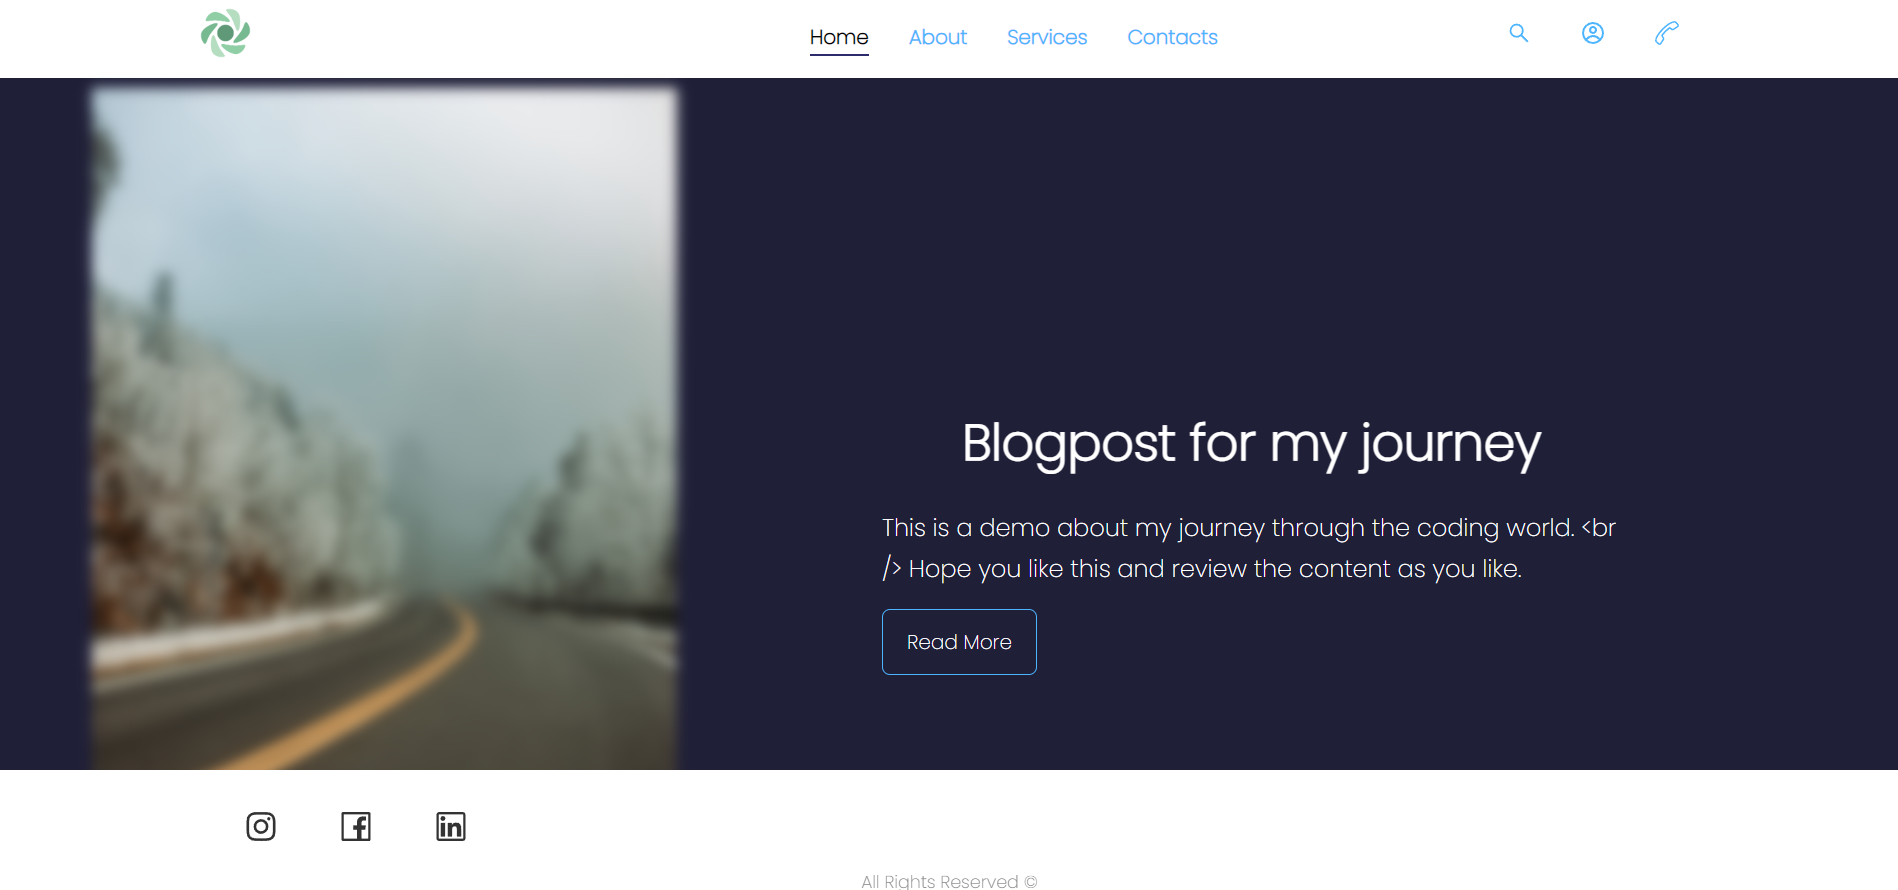 Home About Services Contacts
Blogpost for my journey
This is a demo about my journey through the coding world. <br
/> Hope you like this and review the content as you like.
Read More
All Rights Reserved ©